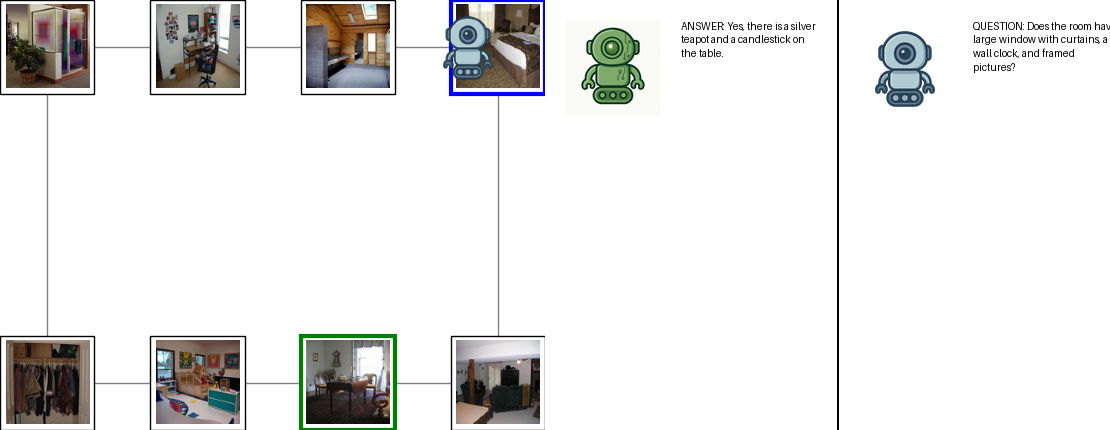 ANSWER: Yes, there is a silver
teapot and a candlestick on
the table.
QUESTION: Does the room hav
large window with curtains, a
wall clock, and framed
pictures?